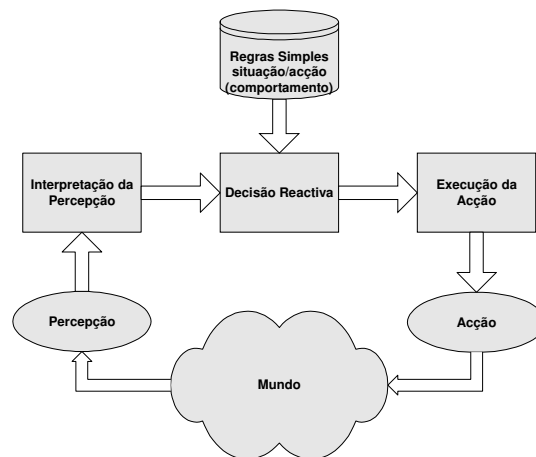 Regras Simples
situação/acção
(comportamento)
Interpretação da
Percepção
Decisão Reactiva
Execução da
Acção
Percepção
Acção
Mundo